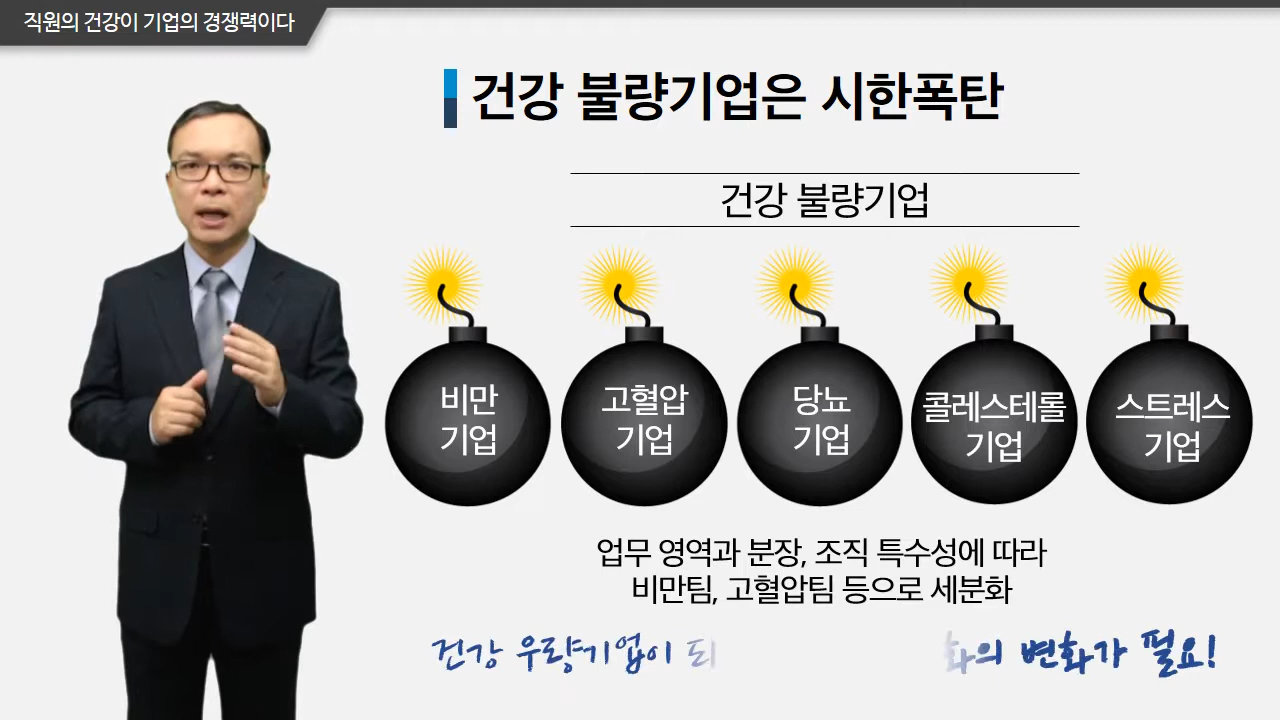 직원의 건강이 기업의 경쟁력이다
건강 불량기업은 시한폭탄
건강 불량기업
비만
기업
고혈압
기업
당뇨
기업
콜레스테롤
기업
스트레스
기업
업무 영역과 분장, 조직 특수성에 따라
비만팀, 고혈압팀 등으로 세분화
건강 우량기업이 변화가 필요!